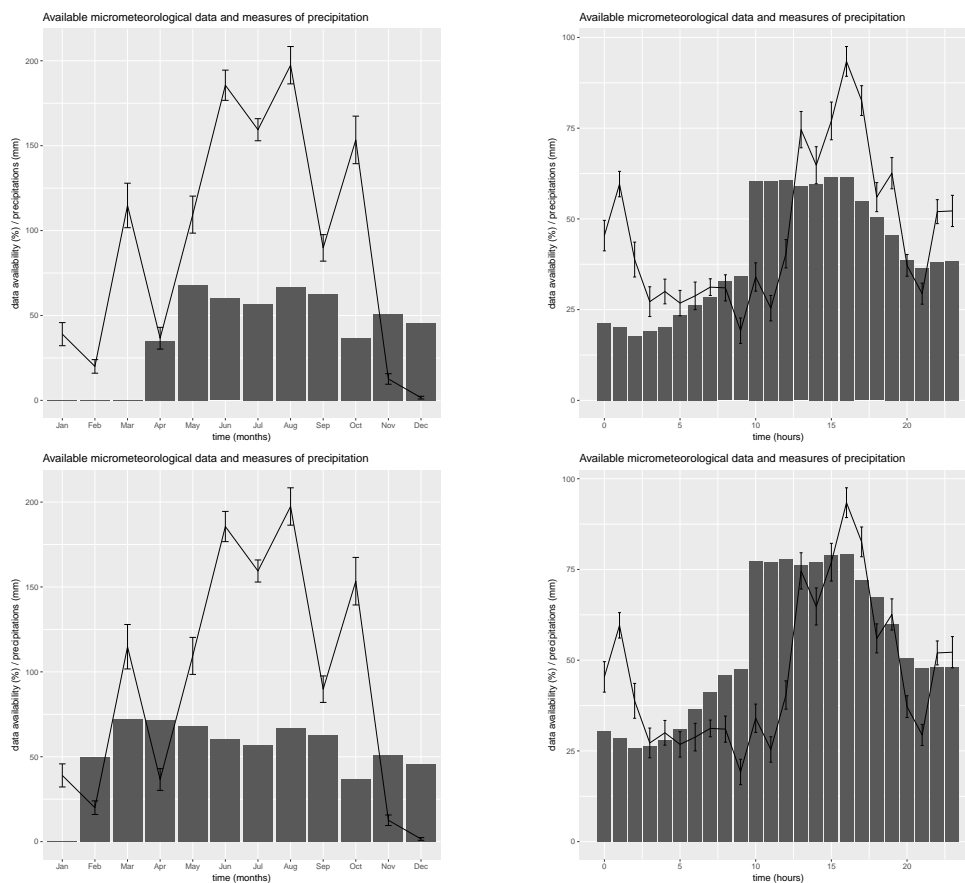 Available micrometeorological data and measures of precipitation
data availability (%) / precipitations (mm)
200
150
100
50
0
Jan Feb Mar Apr May Jun Jul Aug Sep Oct Nov Dec
time (months)
Available micrometeorological data and measures of precipitation
data availability (%) / precipitations (mm)
100
75
50
25
0
0 5 10 15 20
time (hours)
Available micrometeorological data and measures of precipitation
data availability (%) / precipitations (mm)
200
150
100
50
0
Jan Feb Mar Apr May Jun Jul Aug Sep Oct Nov Dec
time (months)
Available micrometeorological data and measures of precipitation
data availability (%) / precipitations (mm)
100
75
50
25
0
0 5 10 15 20
time (hours)